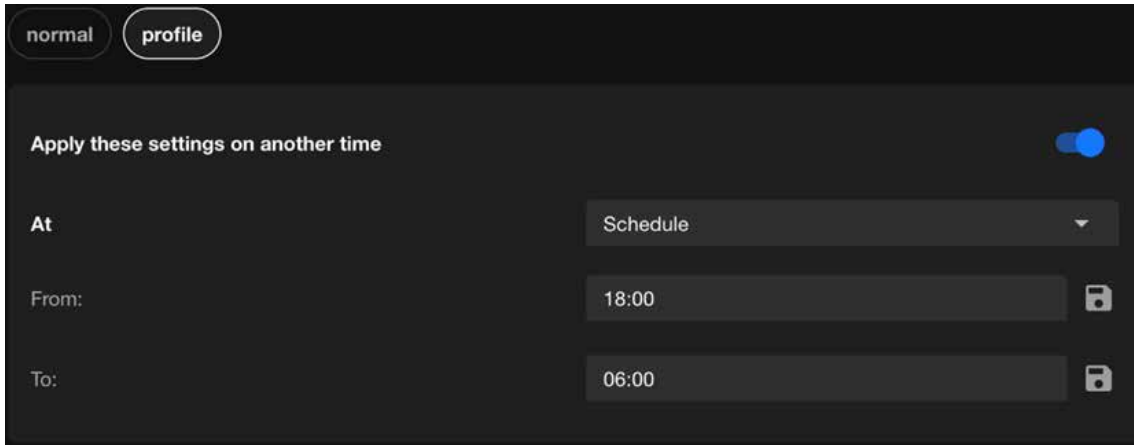 normal profile
Apply these settings on another time
At Schedule
From: 18:00
To: 06:00